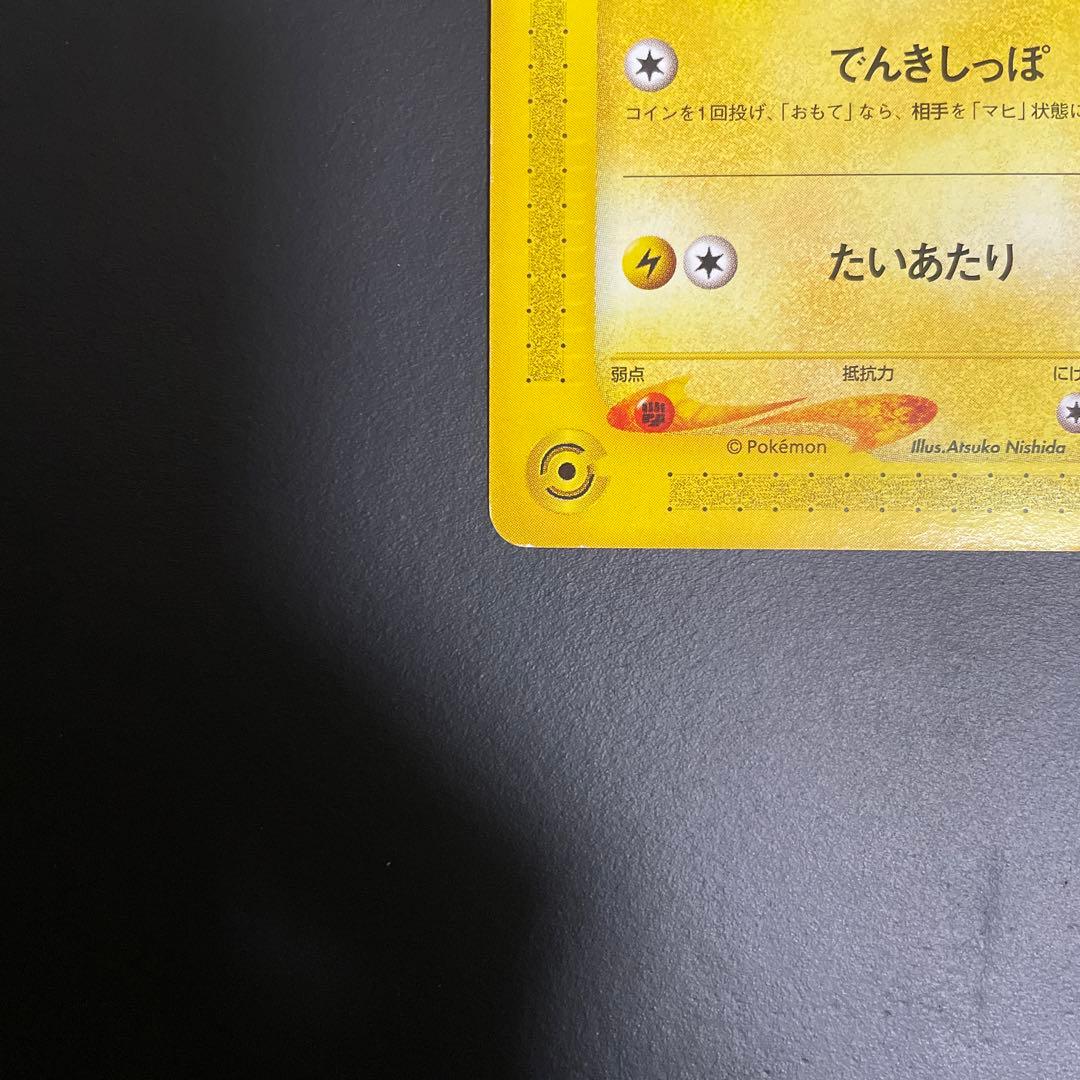 でんきしっぽ
コインを1回投げ、「おもて」なら、相手を「マヒ」状態に
たいあたり
弱点 抵抗力 にけ
© Pokémon Illus.Atsuko Nishida